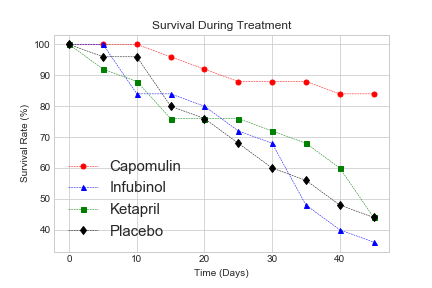 Survival During Treatment
100
90
80
70
60
50
40
Survival Rate (%)
Capomulin
Infubinol
Ketapril
Placebo
0
10
20
30
40
Time (Days)